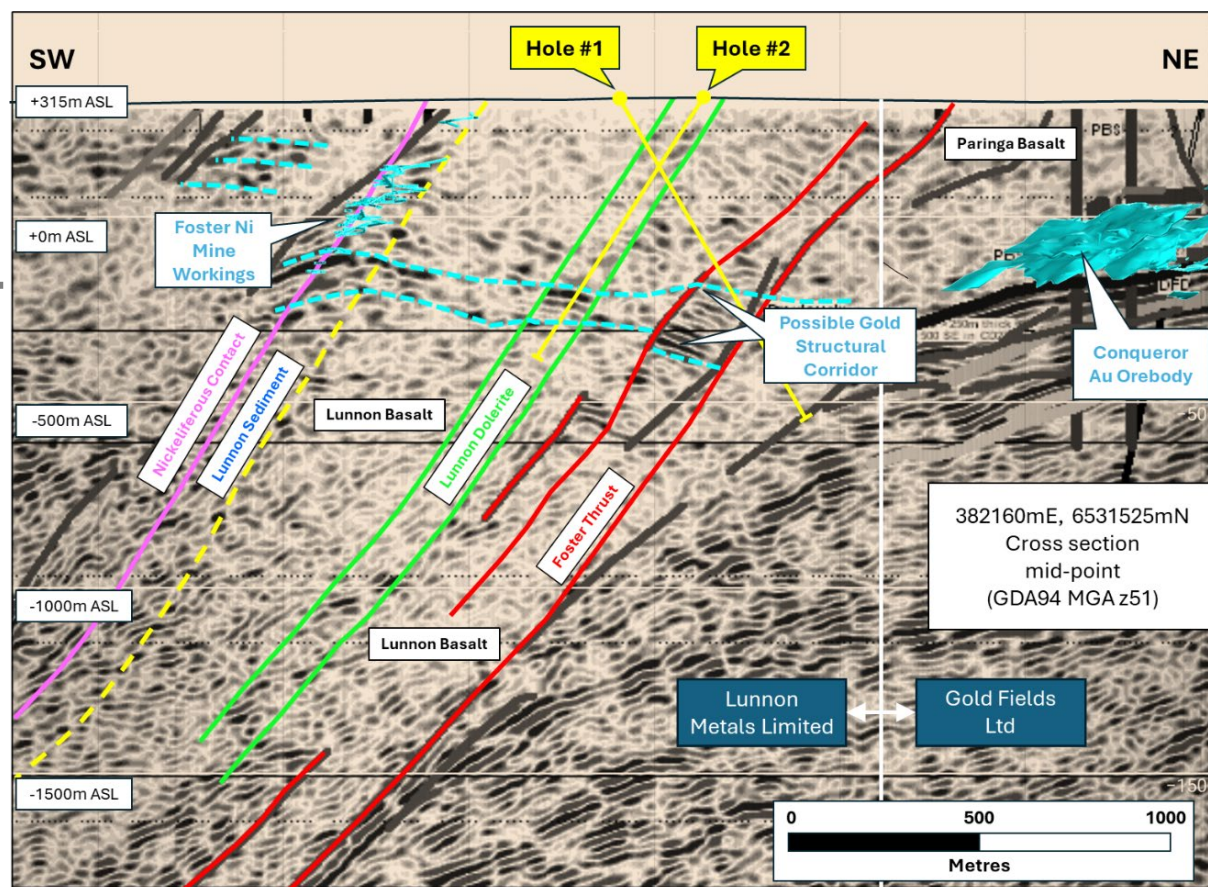 SW
Hole #1
Hole #2
NE
+315m ASL
PBS
Paringa Basalt
Foster Ni
Mine
Workings
+0m ASL
Possible Gold
Structural
Corridor
Conqueror
Au Orebody
Nickeliferous Contact
Lunnon Sediment
Lunnon Basalt
Lunnon Dolerite
-500m ASL
Foster Thrust
382160mE, 6531525mN
Cross section
mid-point
(GDA94 MGA z51)
-1000m ASL
Lunnon Basalt
Lunnon
Metals Limited
Gold Fields
Ltd
-1500m ASL
0
500
1000
Metres